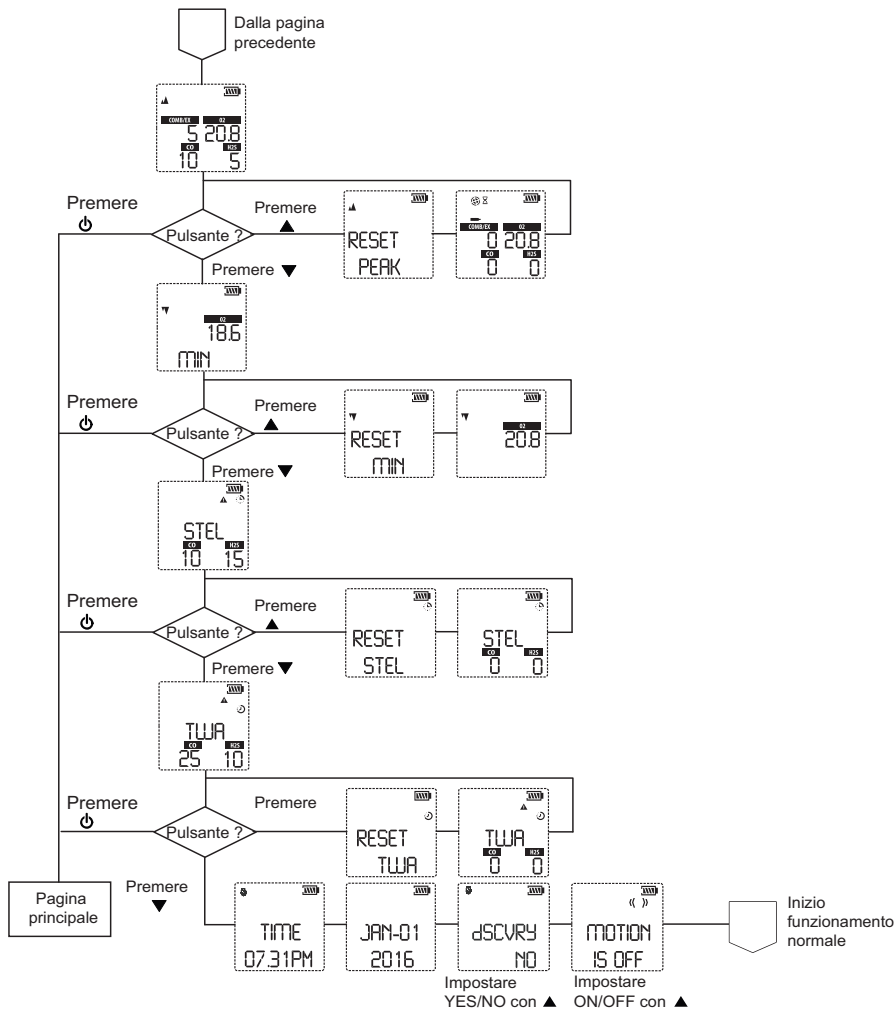 Dalla pagina
precedente
COMB/EX O2
5 20.8
CO H2S
10 5
Premere
Pulsante ?
Premere ▲
RESET
PEAK
COMB/EX O2
0 20.8
CO H2S
0 0
Premere ▼
O2
18.6
MIN
Premere
Pulsante ?
Premere
▲
RESET
MIN
O2
20.8
Premere ▼
STEL
CO H2S
10 15
Premere
Pulsante ?
Premere
▲
RESET
STEL
STEL
CO H2S
0 0
Premere ▼
TWA
CO H2S
25 10
Premere
Pulsante ?
Premere
RESET
TWA
TWA
CO H2S
0 0
Pagina
principale
Premere
▼
TIME
07.31PM
JAN-01
2016
dSCVRY
NO
MOTION
IS OFF
Inizio
funzionamento
normale
Impostare
YES/NO con ▲
Impostare
ON/OFF con ▲